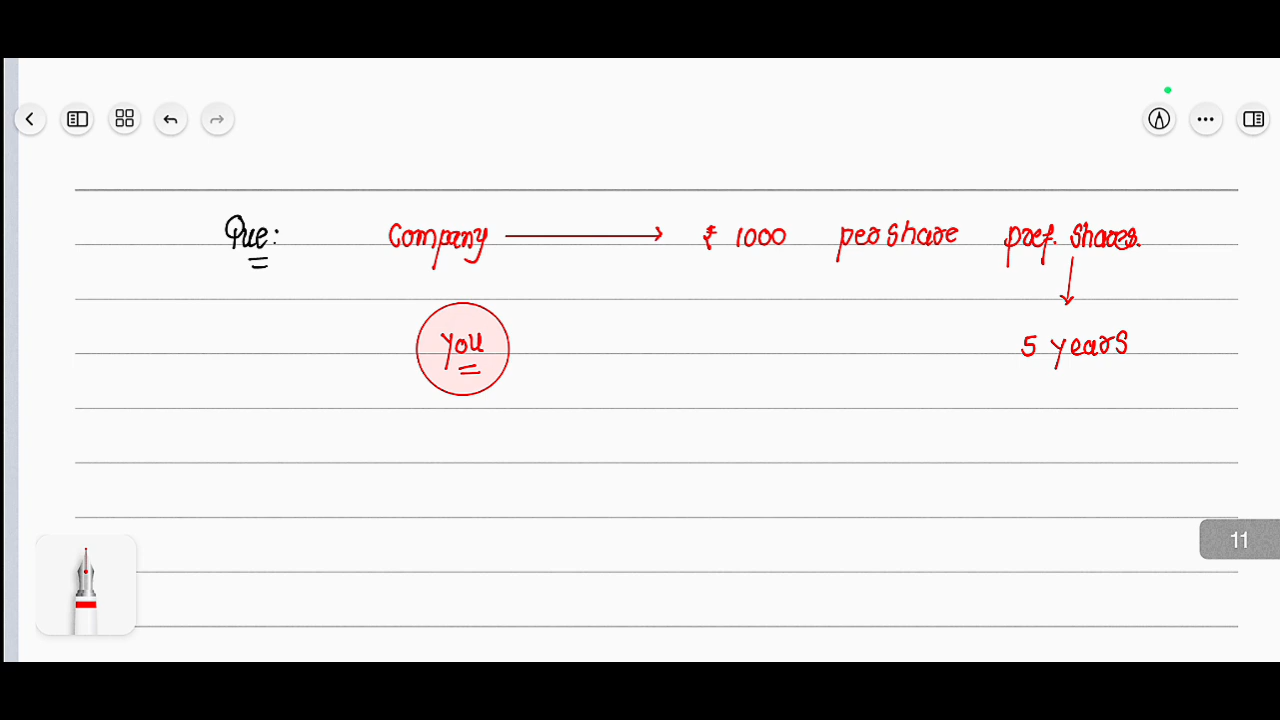 Que: Company → ₹ 1000 per share pref. shares.
you 5 years
11